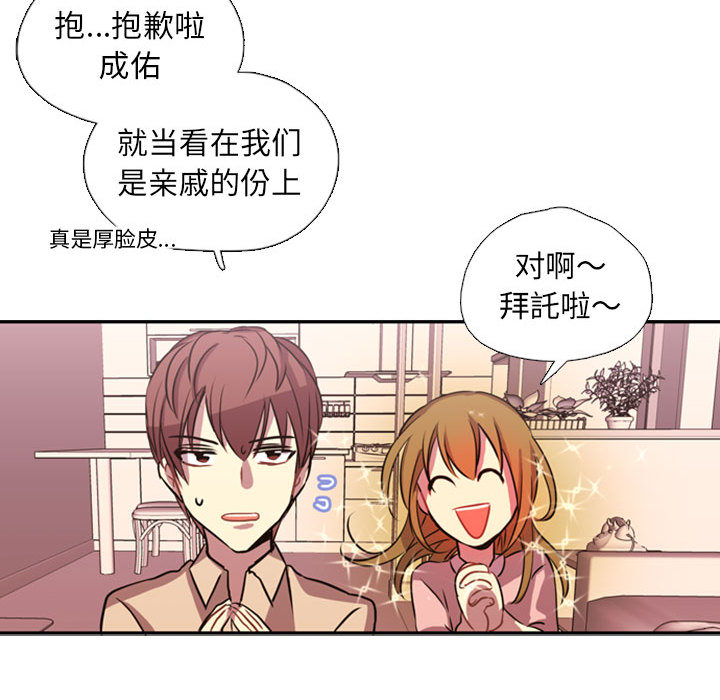 抱...抱歉啦
成佑
就当看在我们
是亲戚的份上
真是厚脸皮...
对啊～
拜託啦～